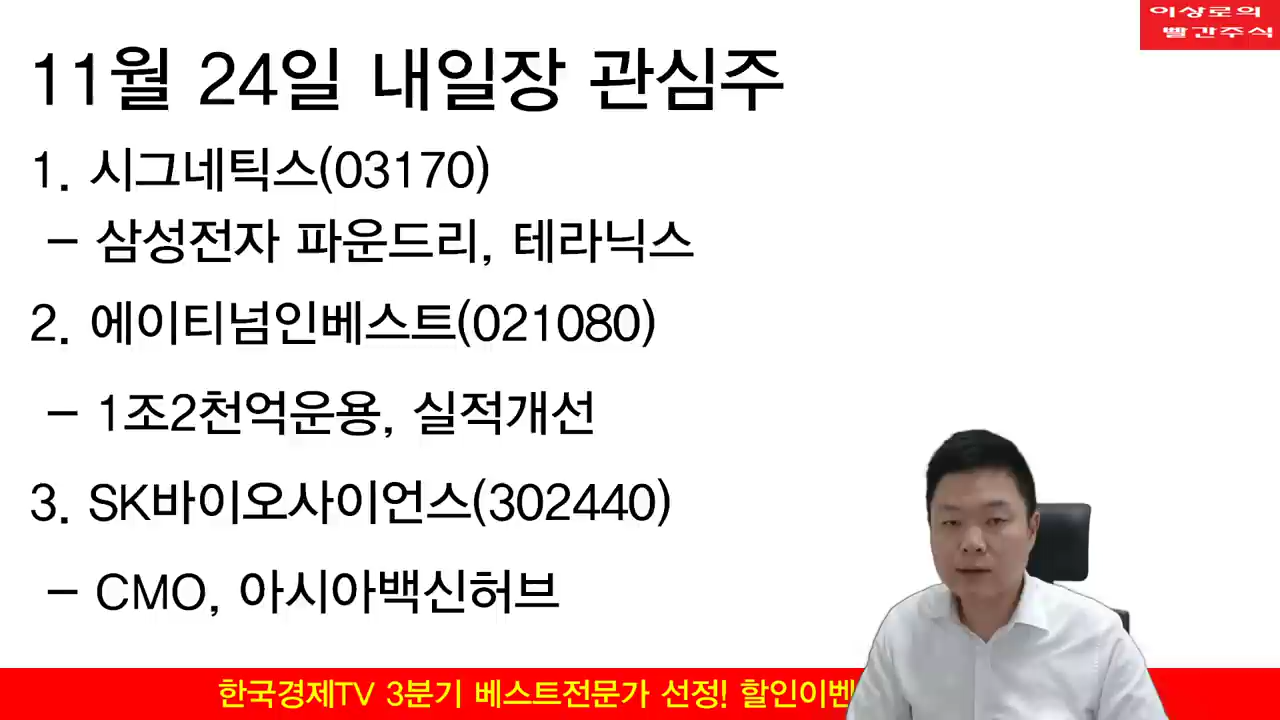 이상로의
빨간주식
11월 24일 내일장 관심주
1. 시그네틱스(03170)
- 삼성전자 파운드리, 테라닉스
2. 에이티넘인베스트(021080)
- 1조2천억운용, 실적개선
3. SK바이오사이언스(302440)
- CMO, 아시아백신허브
한국경제TV 3분기 베스트전문가 선정! 할인이벤